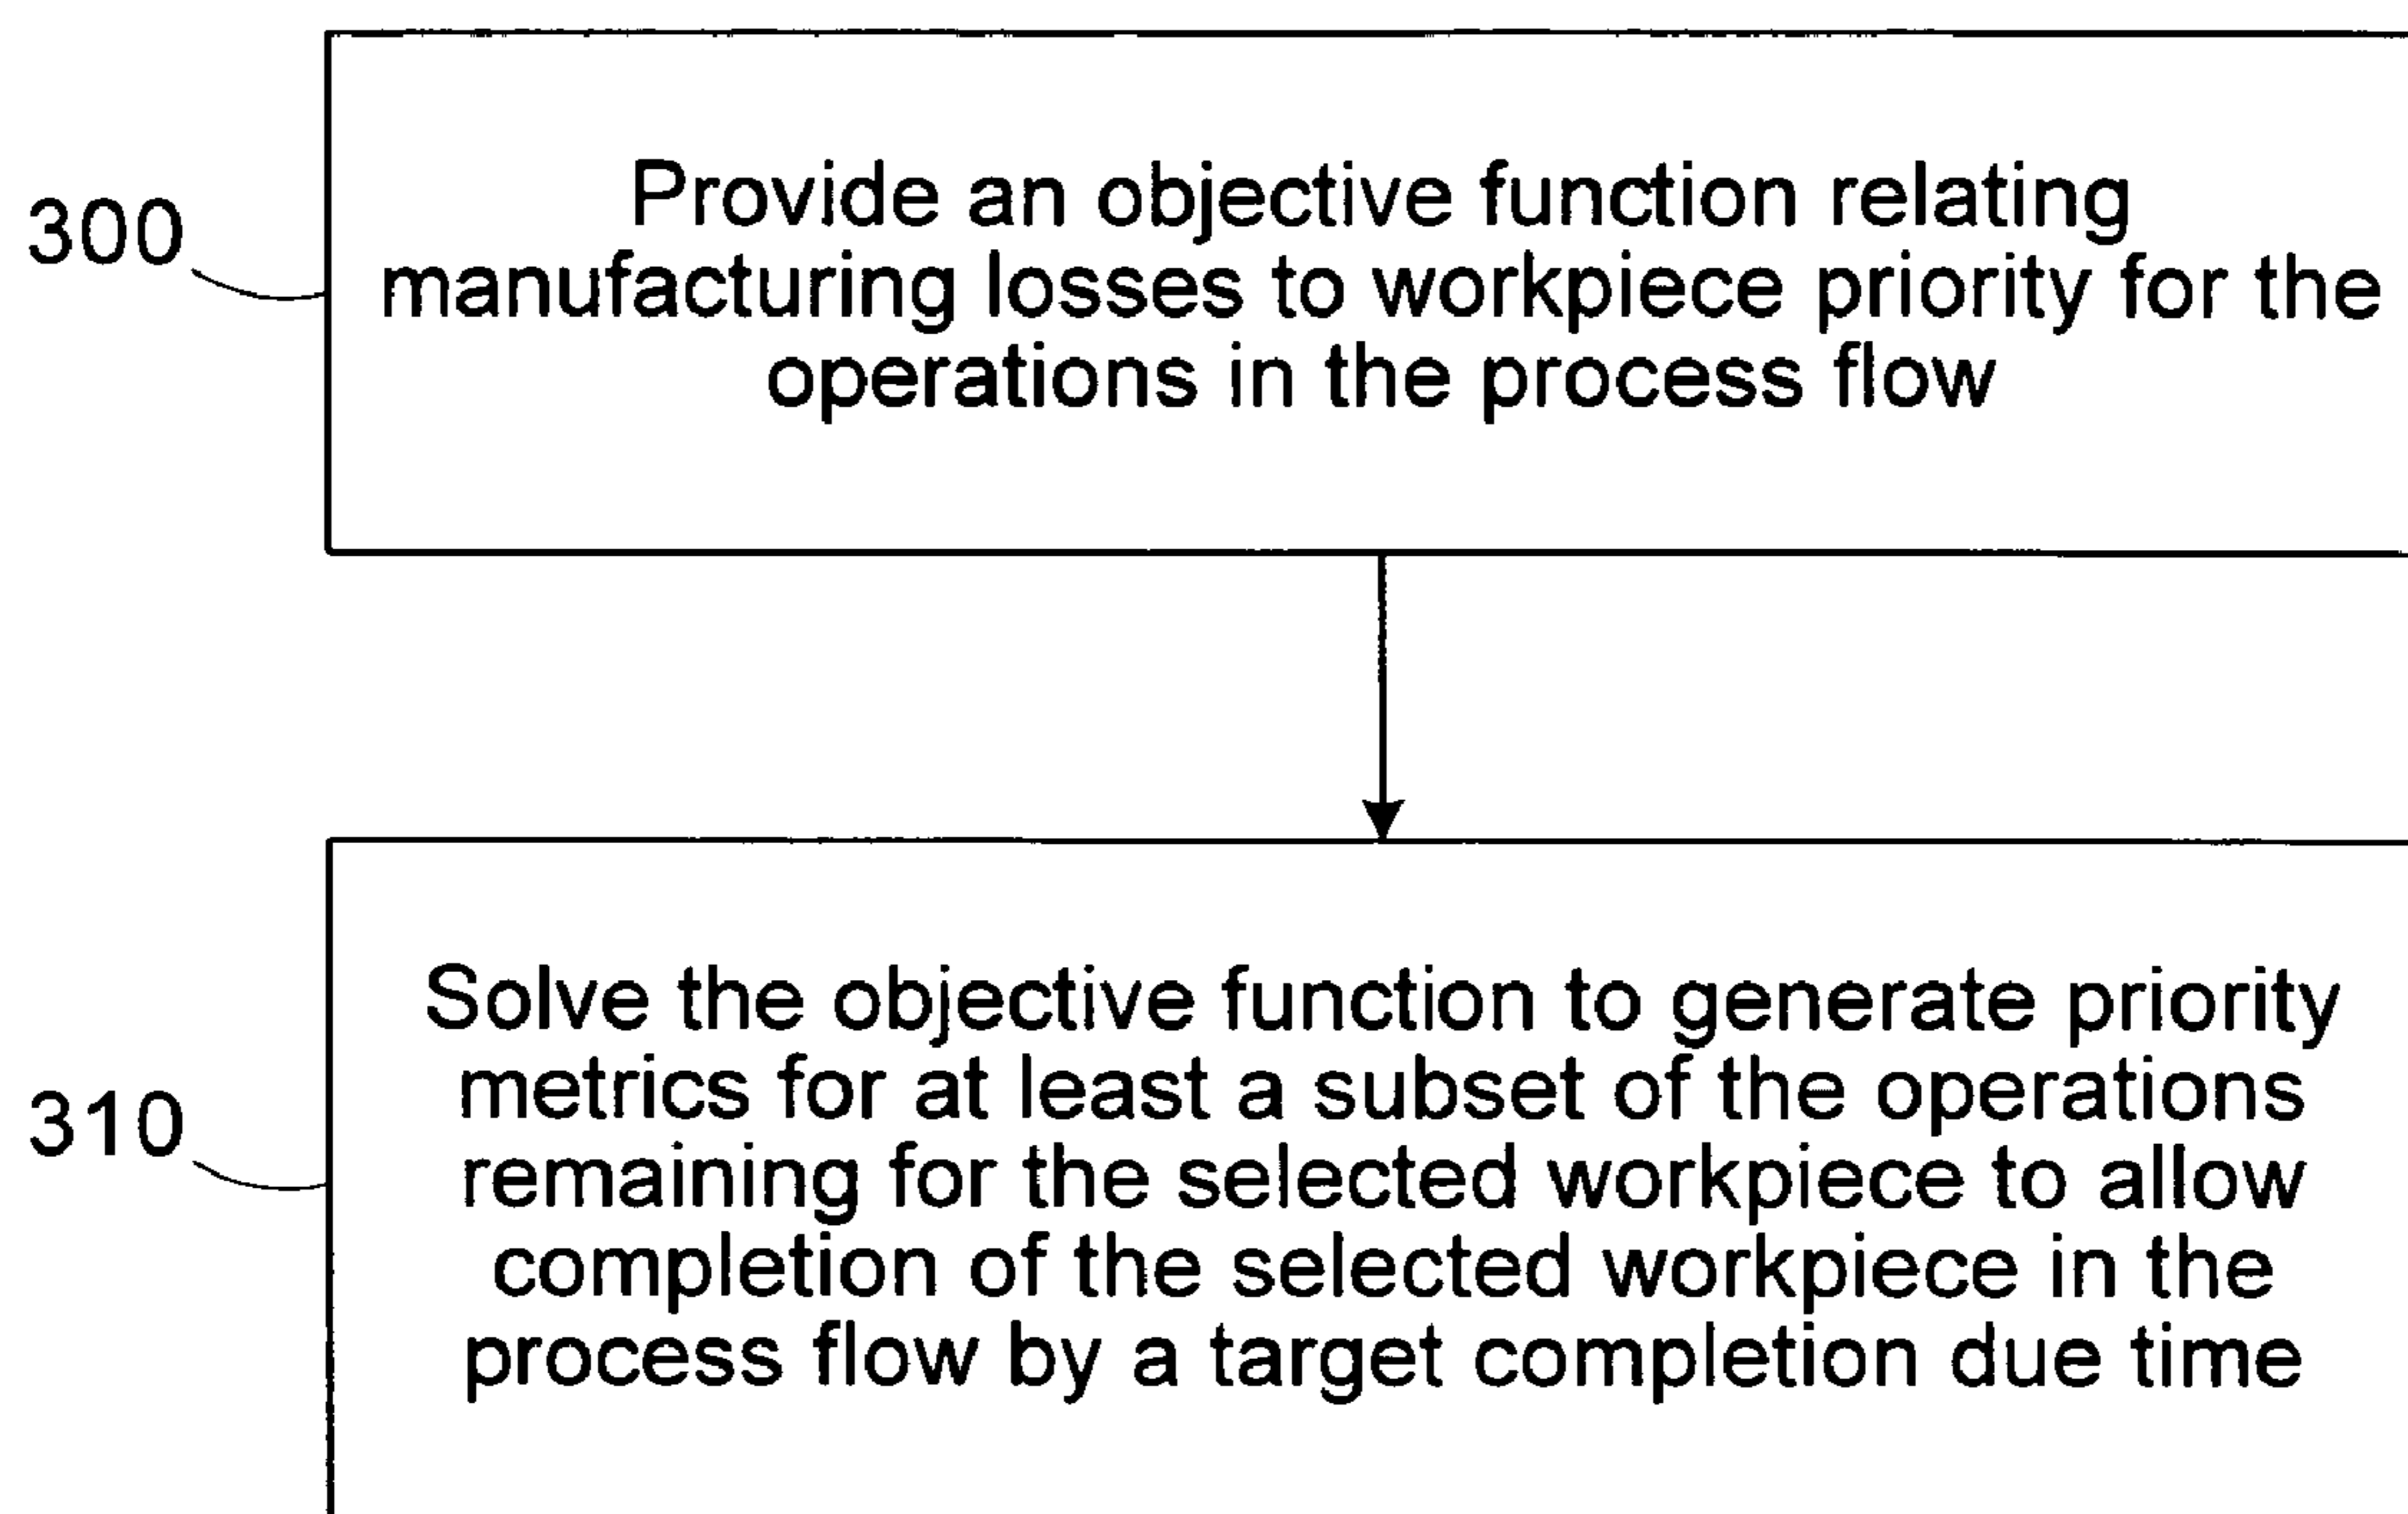 300
Provide an objective function relating
manufacturing losses to workpiece priority for the
operations in the process flow
310
Solve the objective function to generate priority
metrics for at least a subset of the operations
remaining for the selected workpiece to allow
completion of the selected workpiece in the
process flow by a target completion due time